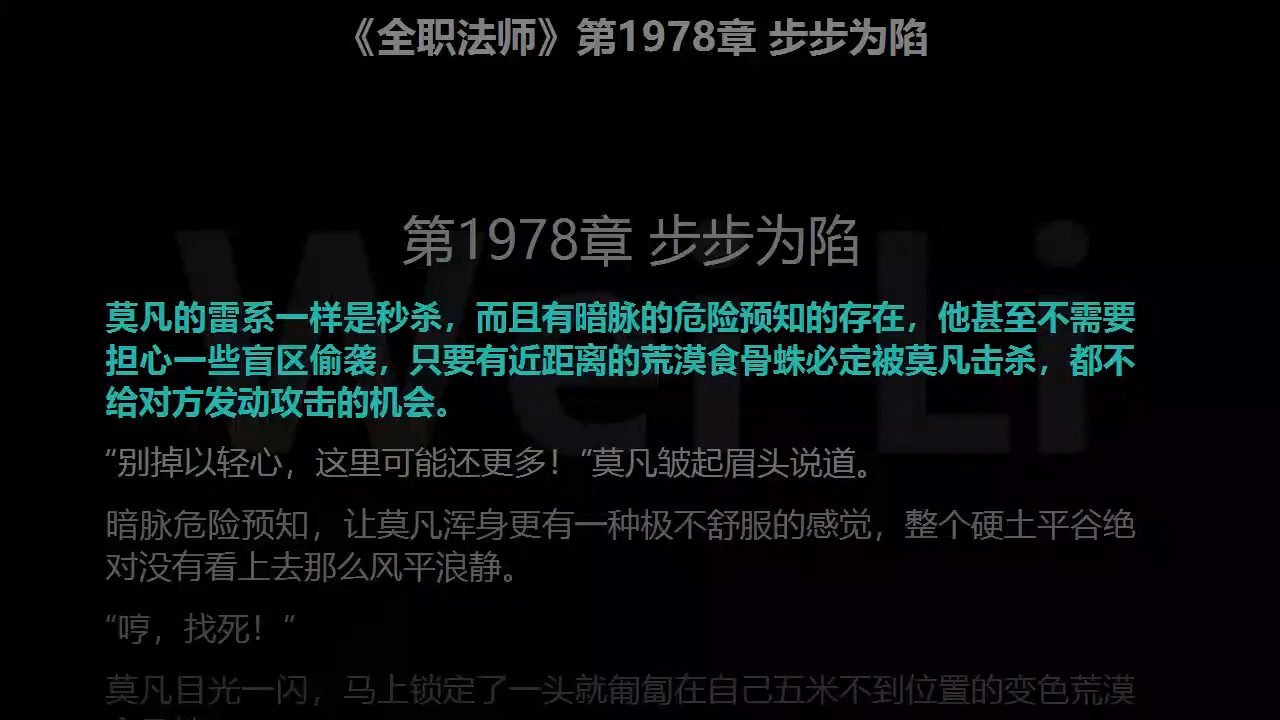 《全职法师》第1978章 步步为陷
Wei Li
第1978章 步步为陷
莫凡的雷系一样是秒杀，而且有暗脉的危险预知的存在，他甚至不需要
担心一些盲区偷袭，只要有近距离的荒漠食骨蛛必定被莫凡击杀，都不
给对方发动攻击的机会。
“别掉以轻心，这里可能还更多！“莫凡皱起眉头说道。
暗脉危险预知，让莫凡浑身更有一种极不舒服的感觉，整个硬土平谷绝
对没有看上去那么风平浪静。
“哼，找死！”
莫凡目光一闪，马上锁定了一头就匍匐在自己五米不到位置的变色荒漠